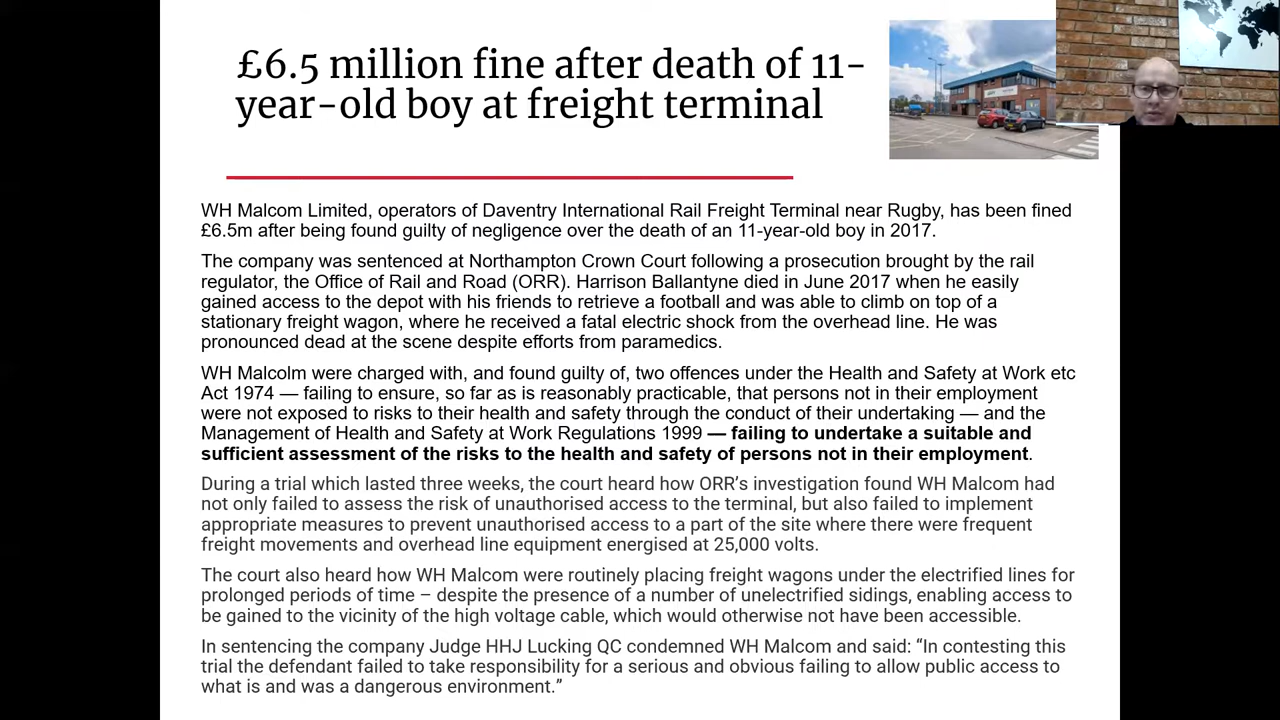 £6.5 million fine after death of 11-
year-old boy at freight terminal
WH Malcom Limited, operators of Daventry International Rail Freight Terminal near Rugby, has been fined
£6.5m after being found guilty of negligence over the death of an 11-year-old boy in 2017.
The company was sentenced at Northampton Crown Court following a prosecution brought by the rail
regulator, the Office of Rail and Road (ORR). Harrison Ballantyne died in June 2017 when he easily
gained access to the depot with his friends to retrieve a football and was able to climb on top of a
stationary freight wagon, where he received a fatal electric shock from the overhead line. He was
pronounced dead at the scene despite efforts from paramedics.
WH Malcolm were charged with, and found guilty of, two offences under the Health and Safety at Work etc
Act 1974 — failing to ensure, so far as is reasonably practicable, that persons not in their employment
were not exposed to risks to their health and safety through the conduct of their undertaking — and the
Management of Health and Safety at Work Regulations 1999 — failing to undertake a suitable and
sufficient assessment of the risks to the health and safety of persons not in their employment.
During a trial which lasted three weeks, the court heard how ORR’s investigation found WH Malcom had
not only failed to assess the risk of unauthorised access to the terminal, but also failed to implement
appropriate measures to prevent unauthorised access to a part of the site where there were frequent
freight movements and overhead line equipment energised at 25,000 volts.
The court also heard how WH Malcom were routinely placing freight wagons under the electrified lines for
prolonged periods of time – despite the presence of a number of unelectrified sidings, enabling access to
be gained to the vicinity of the high voltage cable, which would otherwise not have been accessible.
In sentencing the company Judge HHJ Lucking QC condemned WH Malcom and said: “In contesting this
trial the defendant failed to take responsibility for a serious and obvious failing to allow public access to
what is and was a dangerous environment.”